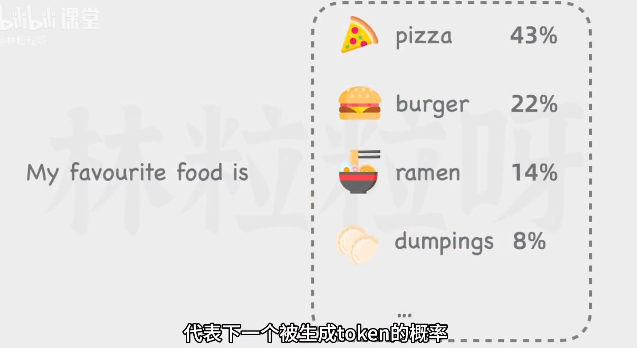 bilibili 课堂
My favourite food is
pizza 43%
burger 22%
ramen 14%
dumpings 8%
...
林粒粒呀
代表下一个被生成token的概率